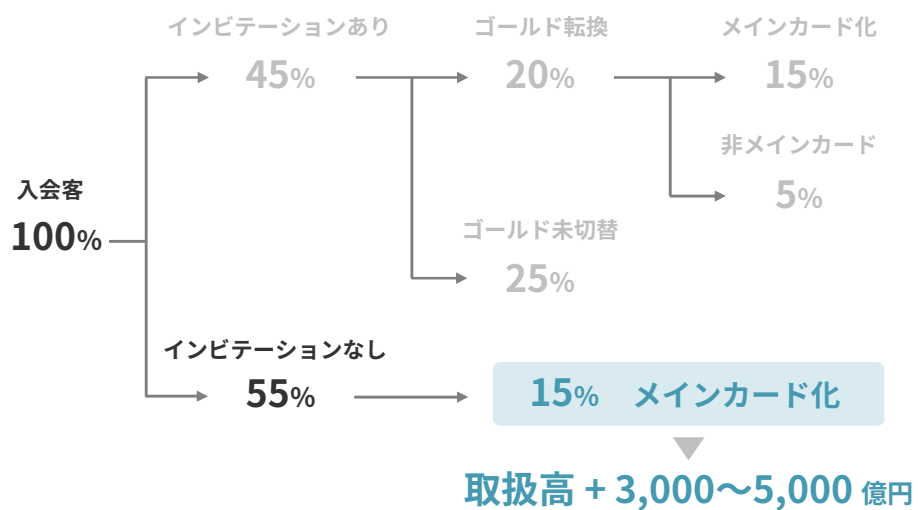 インビテーションあり
45%
ゴールド転換
20%
メインカード化
15%
非メインカード
5%
入会客
100%
ゴールド未切替
25%
インビテーションなし
55%
15% メインカード化
取扱高 + 3,000〜5,000 億円